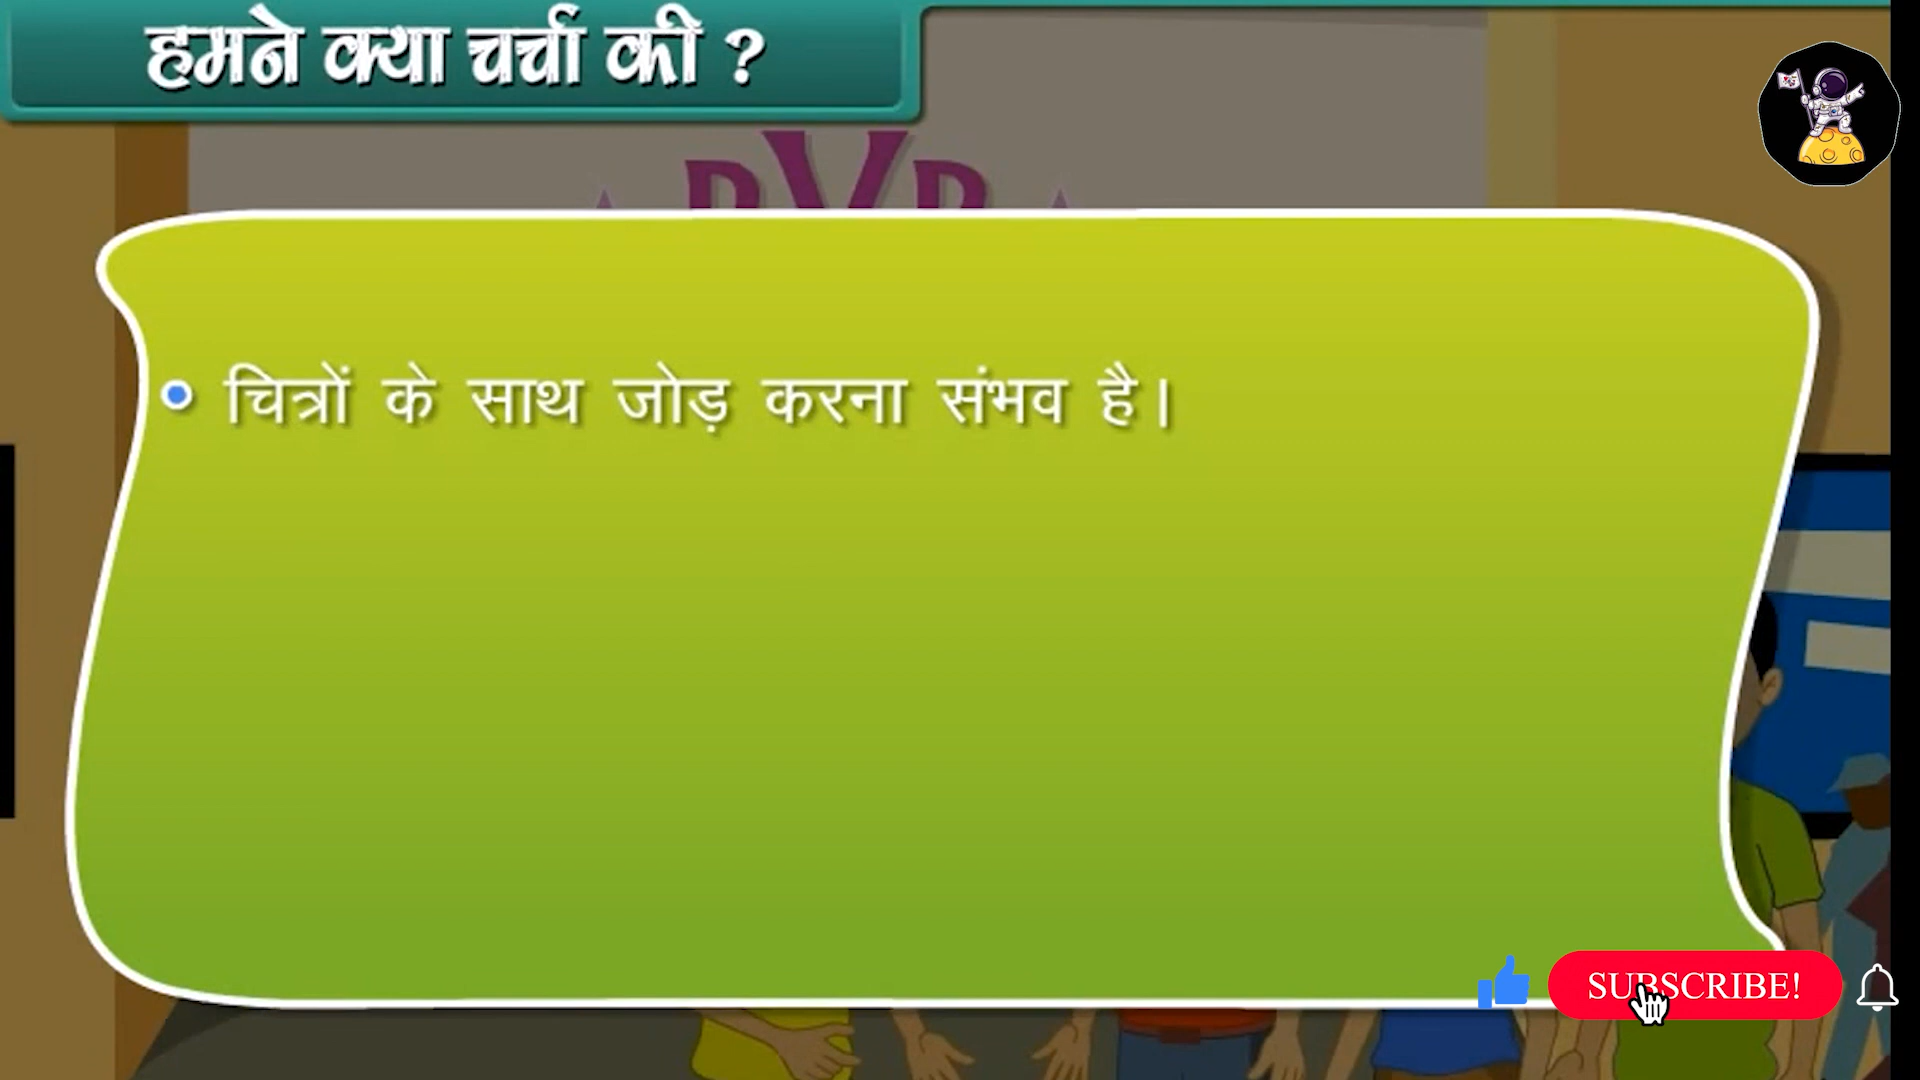 हमने क्या चर्चा की ?
चित्रों के साथ जोड़ करना संभव है।
SUBSCRIBE!